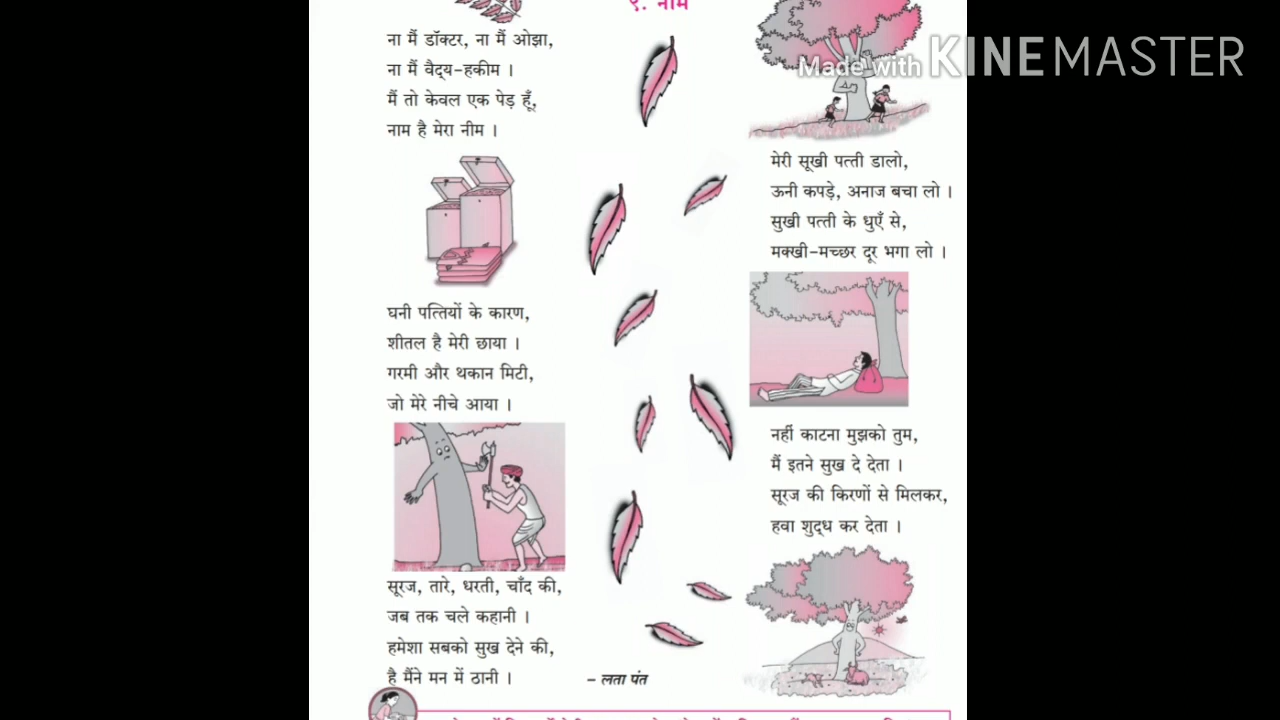 ९. नीम
Made with KINEMASTER
ना मैं डॉक्टर, ना मैं ओझा,
ना मैं वैद्य-हकीम ।
मैं तो केवल एक पेड़ हूँ,
नाम है मेरा नीम ।
मेरी सूखी पत्ती डालो,
ऊनी कपड़े, अनाज बचा लो ।
सुखी पत्ती के धुएँ से,
मक्खी-मच्छर दूर भगा लो ।
घनी पत्तियों के कारण,
शीतल है मेरी छाया ।
गरमी और थकान मिटी,
जो मेरे नीचे आया ।
नहीं काटना मुझको तुम,
मैं इतने सुख दे देता ।
सूरज की किरणों से मिलकर,
हवा शुद्ध कर देता ।
सूरज, तारे, धरती, चाँद की,
जब तक चले कहानी ।
हमेशा सबको सुख देने की,
है मैंने मन में ठानी ।
- लता पंत